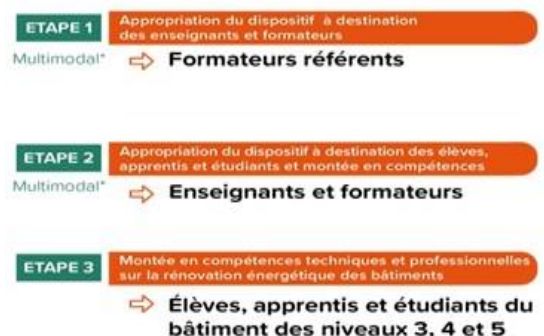 ETAPE 1
Appropriation du dispositif à destination
des enseignants et formateurs
Multimodal*
⇨ Formateurs référents
ETAPE 2
Appropriation du dispositif à destination des élèves,
apprentis et étudiants et montée en compétences
Multimodal*
⇨ Enseignants et formateurs
ETAPE 3
Montée en compétences techniques et professionnelles
sur la rénovation énergétique des bâtiments
⇨ Élèves, apprentis et étudiants du
bâtiment des niveaux 3, 4 et 5